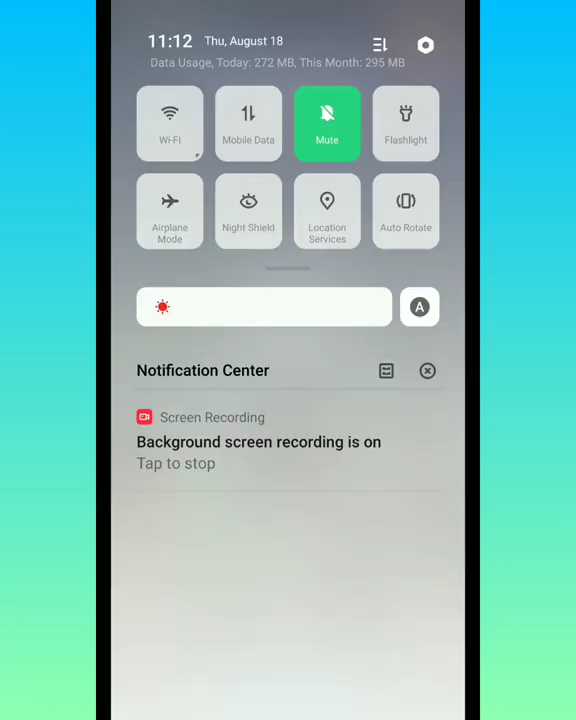 11:12 Thu, August 18
Data Usage, Today: 272 MB, This Month: 295 MB
Wi-Fi Mobile Data Mute Flashlight
Airplane Mode Night Shield Location Services Auto Rotate
A
Notification Center
Screen Recording
Background screen recording is on
Tap to stop